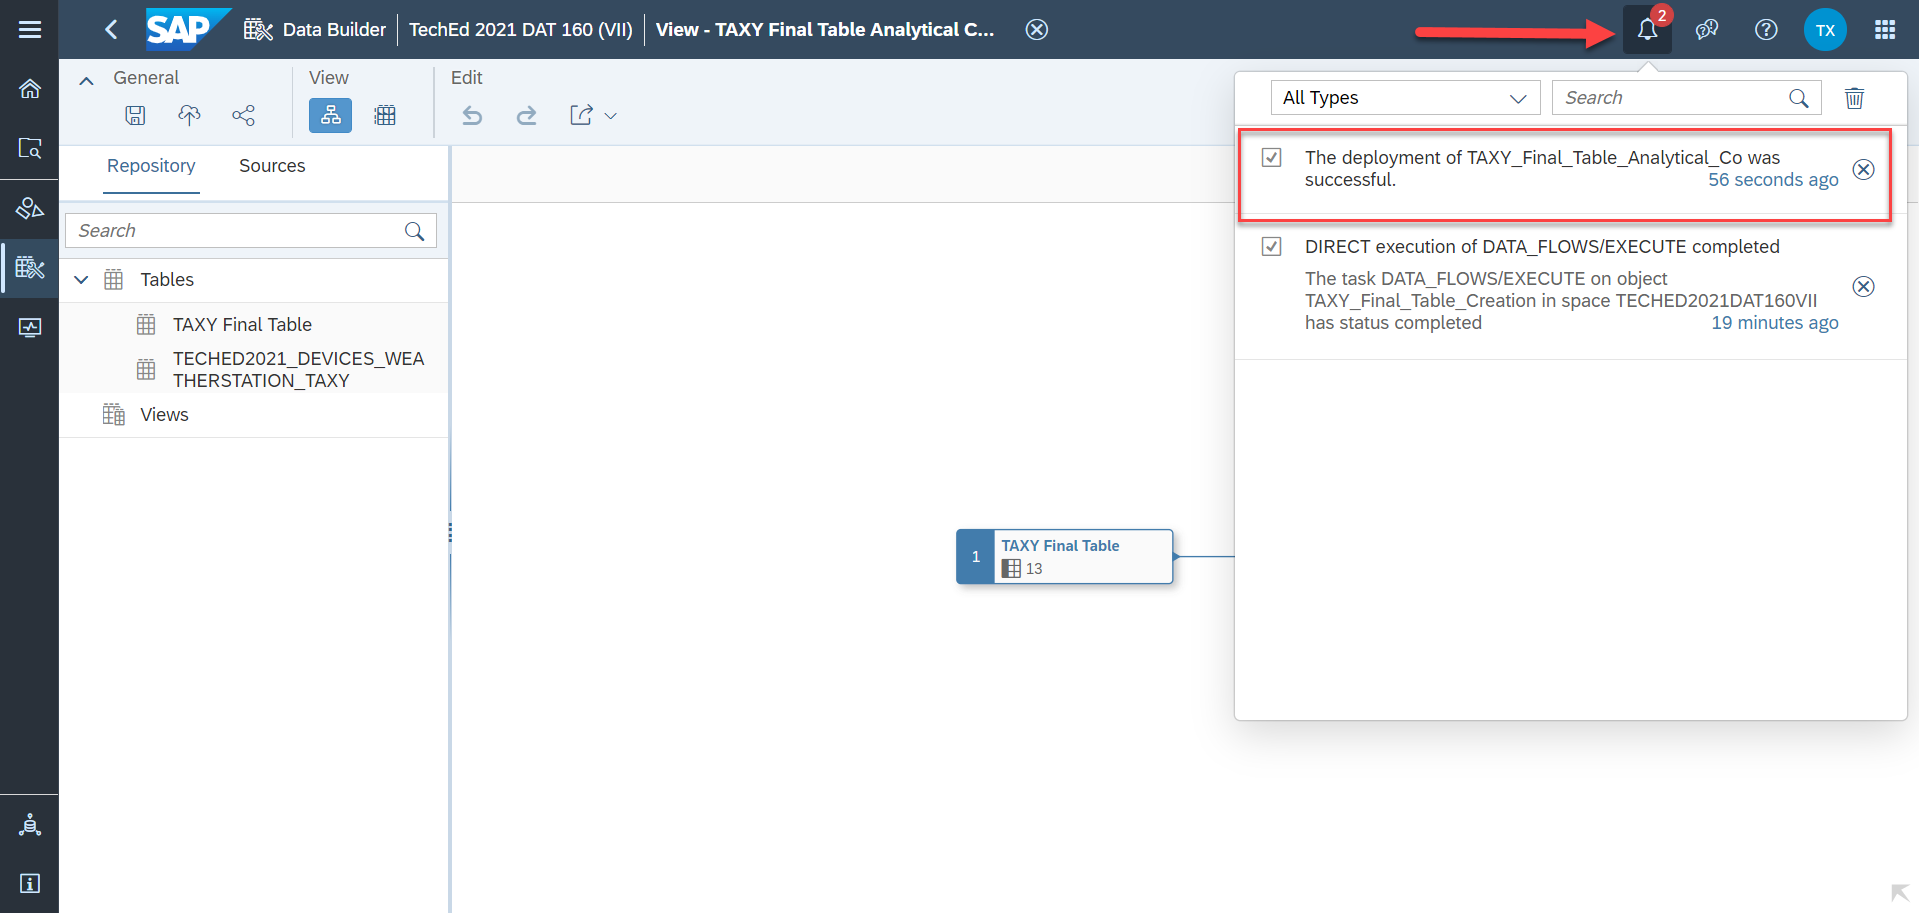 SAP
Data Builder
TechEd 2021 DAT 160 (VII)
View - TAXY Final Table Analytical C...
2
TX
General
View
Edit
All Types
Search
Repository
Sources
Search
Tables
TAXY Final Table
TECHED2021_DEVICES_WEA
THERSTATION_TAXY
Views
The deployment of TAXY_Final_Table_Analytical_Co was
successful.
56 seconds ago
DIRECT execution of DATA_FLOWS/EXECUTE completed
The task DATA_FLOWS/EXECUTE on object
TAXY_Final_Table_Creation in space TECHED2021DAT160VII
has status completed
19 minutes ago
1
TAXY Final Table
13